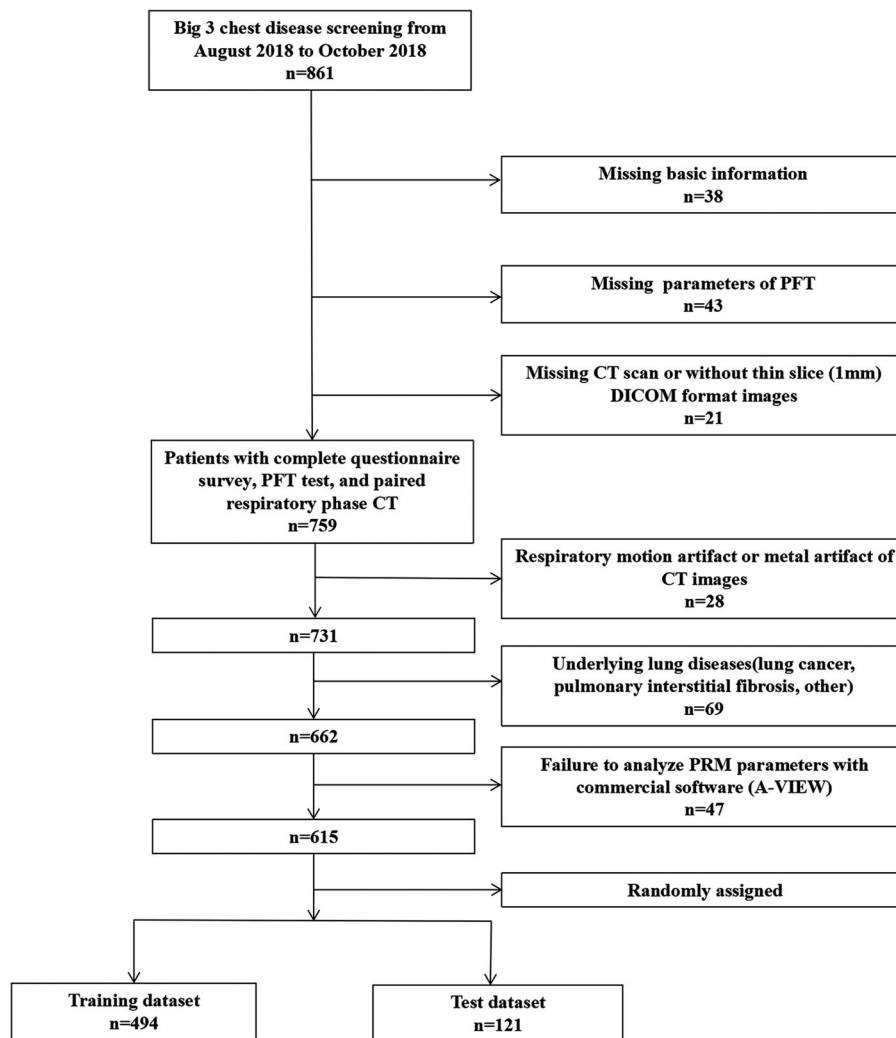 Big 3 chest disease screening from
August 2018 to October 2018
n=861
Missing basic information
n=38
Missing  parameters of PFT
n=43
Missing CT scan or without thin slice (1mm)
DICOM format images
n=21
Patients with complete questionnaire
survey, PFT test, and paired
respiratory phase CT
n=759
Respiratory motion artifact or metal artifact of
CT images
n=28
n=731
Underlying lung diseases(lung cancer,
pulmonary interstitial fibrosis, other)
n=69
n=662
Failure to analyze PRM parameters with
commercial software (A-VIEW)
n=47
n=615
Randomly assigned
Training dataset
n=494
Test dataset
n=121